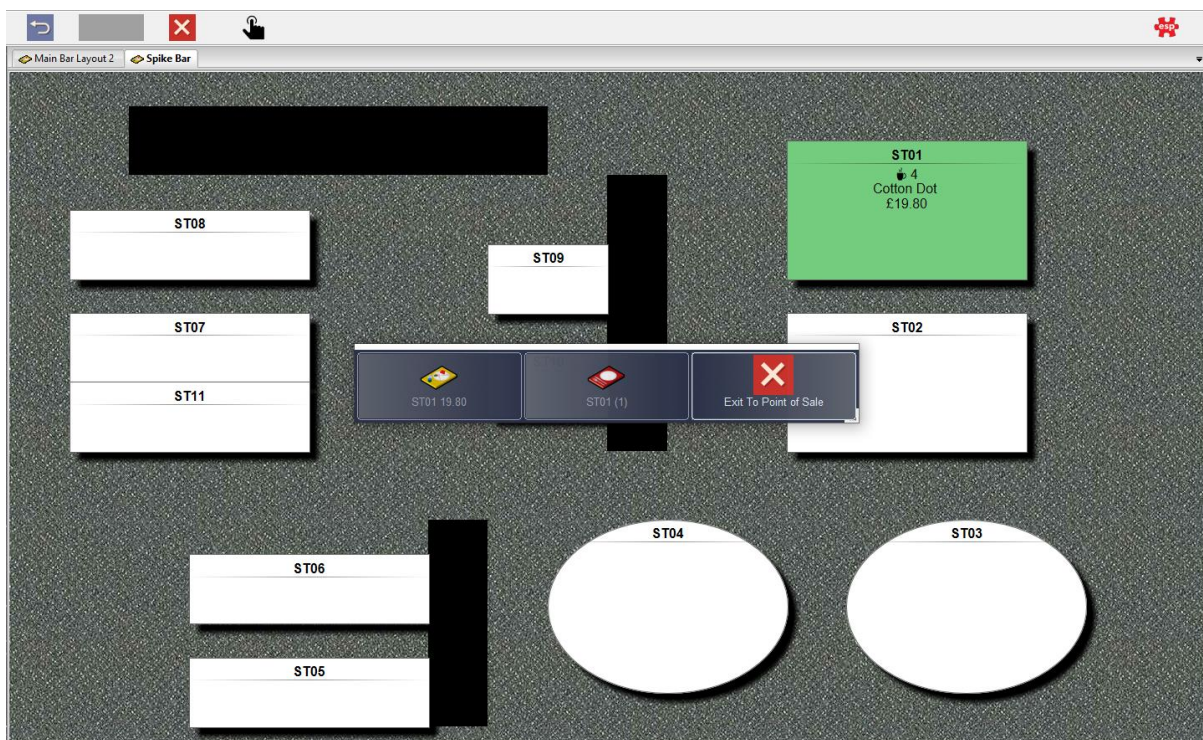 esp
Main Bar Layout 2
Spike Bar
ST01
4
Cotton Dot
£19.80
ST08
ST09
ST07
ST02
ST11
ST01 19.80
ST01 (1)
Exit To Point of Sale
ST04
ST03
ST06
ST05